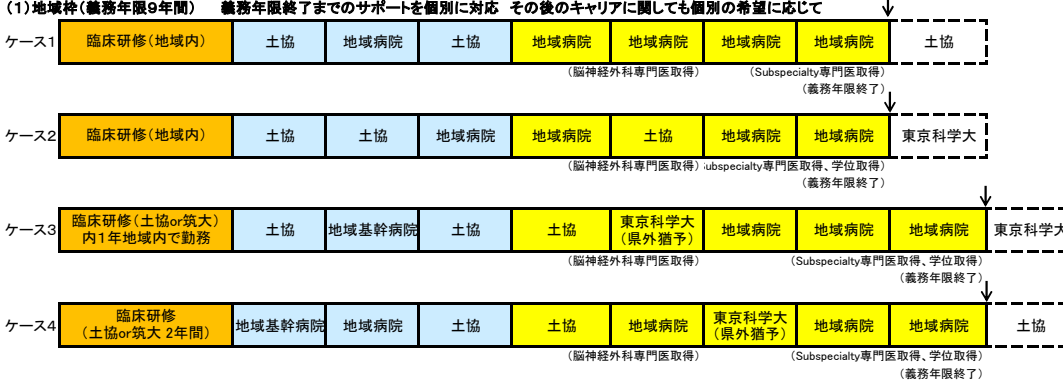 (1)地域枠(義務年限9年間)　義務年限終了までのサポートを個別に対応 その後のキャリアに関しても個別の希望に応じて
ケース1 臨床研修(地域内) 土協 地域病院 土協 地域病院 地域病院 地域病院 地域病院 土協
(脳神経外科専門医取得) (Subspecialty専門医取得)
(義務年限終了)
ケース2 臨床研修(地域内) 土協 土協 地域病院 地域病院 土協 地域病院 地域病院 東京科学大
(脳神経外科専門医取得) ubspecialty専門医取得、学位取得)
(義務年限終了)
ケース3 臨床研修(土協or筑大) 内1年地域内で勤務 土協 地域基幹病院 土協 土協 東京科学大 (県外猶予) 地域病院 地域病院 地域病院 東京科学大
(脳神経外科専門医取得) (Subspecialty専門医取得、学位取得)
(義務年限終了)
ケース4 臨床研修 (土協or筑大 2年間) 地域基幹病院 地域病院 土協 土協 地域病院 東京科学大 (県外猶予) 地域病院 地域病院 土協
(脳神経外科専門医取得) (Subspecialty専門医取得、学位取得)
(義務年限終了)